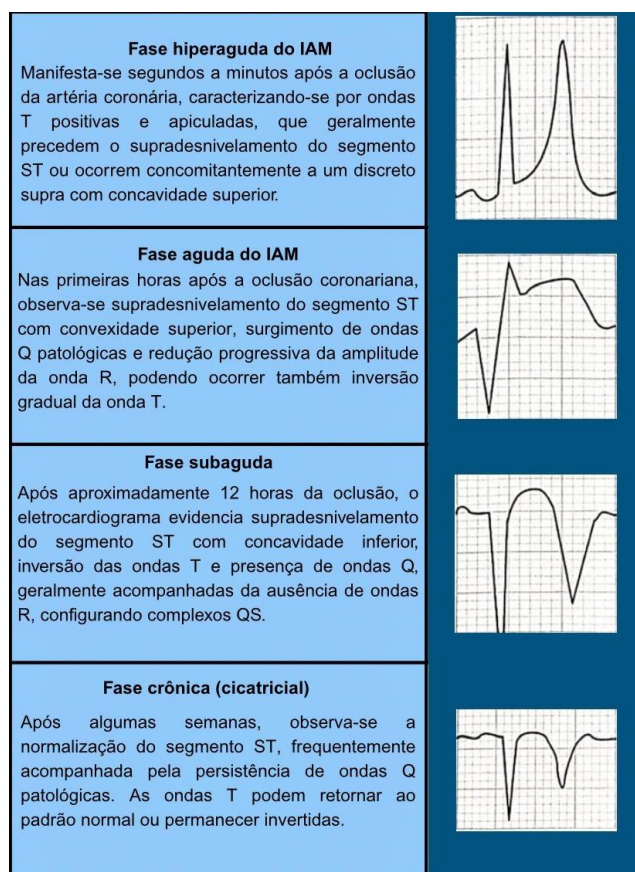 Fase hiperaguda do IAM
Manifesta-se segundos a minutos após a oclusão
da artéria coronária, caracterizando-se por ondas
T positivas e apiculadas, que geralmente
precedem o supradesnivelamento do segmento
ST ou ocorrem concomitantemente a um discreto
supra com concavidade superior.
Fase aguda do IAM
Nas primeiras horas após a oclusão coronariana,
observa-se supradesnivelamento do segmento ST
com convexidade superior, surgimento de ondas
Q patológicas e redução progressiva da amplitude
da onda R, podendo ocorrer também inversão
gradual da onda T.
Fase subaguda
Após aproximadamente 12 horas da oclusão, o
eletrocardiograma evidencia supradesnivelamento
do segmento ST com concavidade inferior,
inversão das ondas T e presença de ondas Q,
geralmente acompanhadas da ausência de ondas
R, configurando complexos QS.
Fase crônica (cicatricial)
Após algumas semanas, observa-se a
normalização do segmento ST, frequentemente
acompanhada pela persistência de ondas Q
patológicas. As ondas T podem retornar ao
padrão normal ou permanecer invertidas.